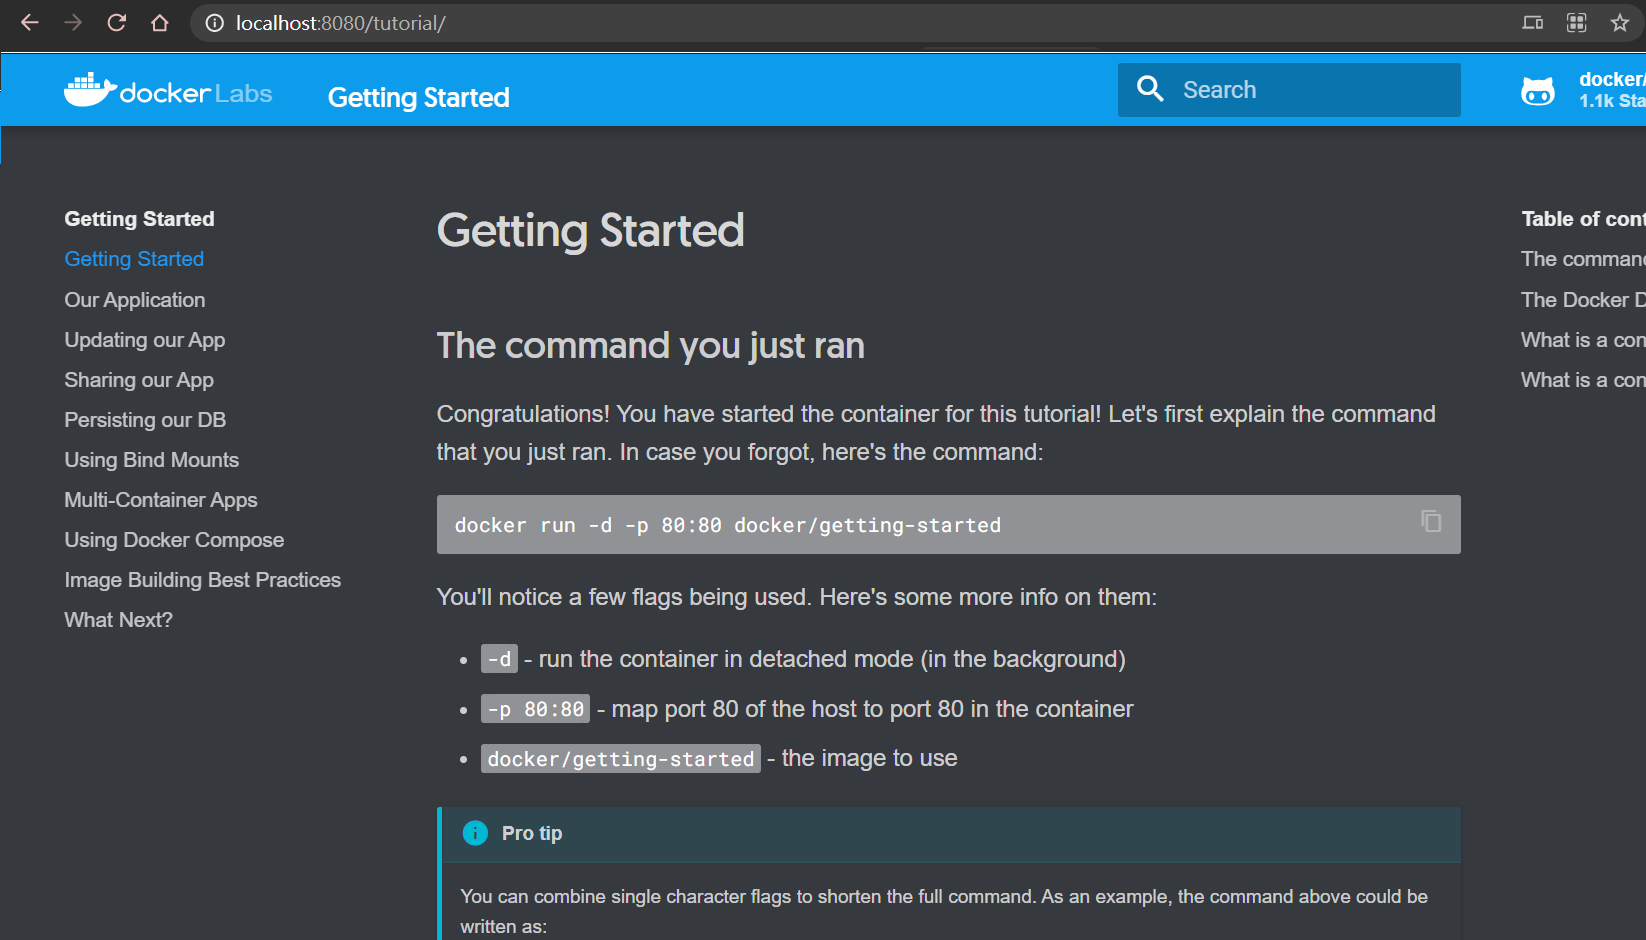 localhost:8080/tutorial/
docker Labs
Getting Started
Search
docker/
1.1k Sta
Getting Started
Getting Started
Our Application
Updating our App
Sharing our App
Persisting our DB
Using Bind Mounts
Multi-Container Apps
Using Docker Compose
Image Building Best Practices
What Next?
Getting Started
The command you just ran
Congratulations! You have started the container for this tutorial! Let's first explain the command
that you just ran. In case you forgot, here's the command:
docker run -d -p 80:80 docker/getting-started
You'll notice a few flags being used. Here's some more info on them:
-d - run the container in detached mode (in the background)
-p 80:80 - map port 80 of the host to port 80 in the container
docker/getting-started - the image to use
Pro tip
You can combine single character flags to shorten the full command. As an example, the command above could be
written as:
Table of cont
The command
The Docker D
What is a con
What is a con